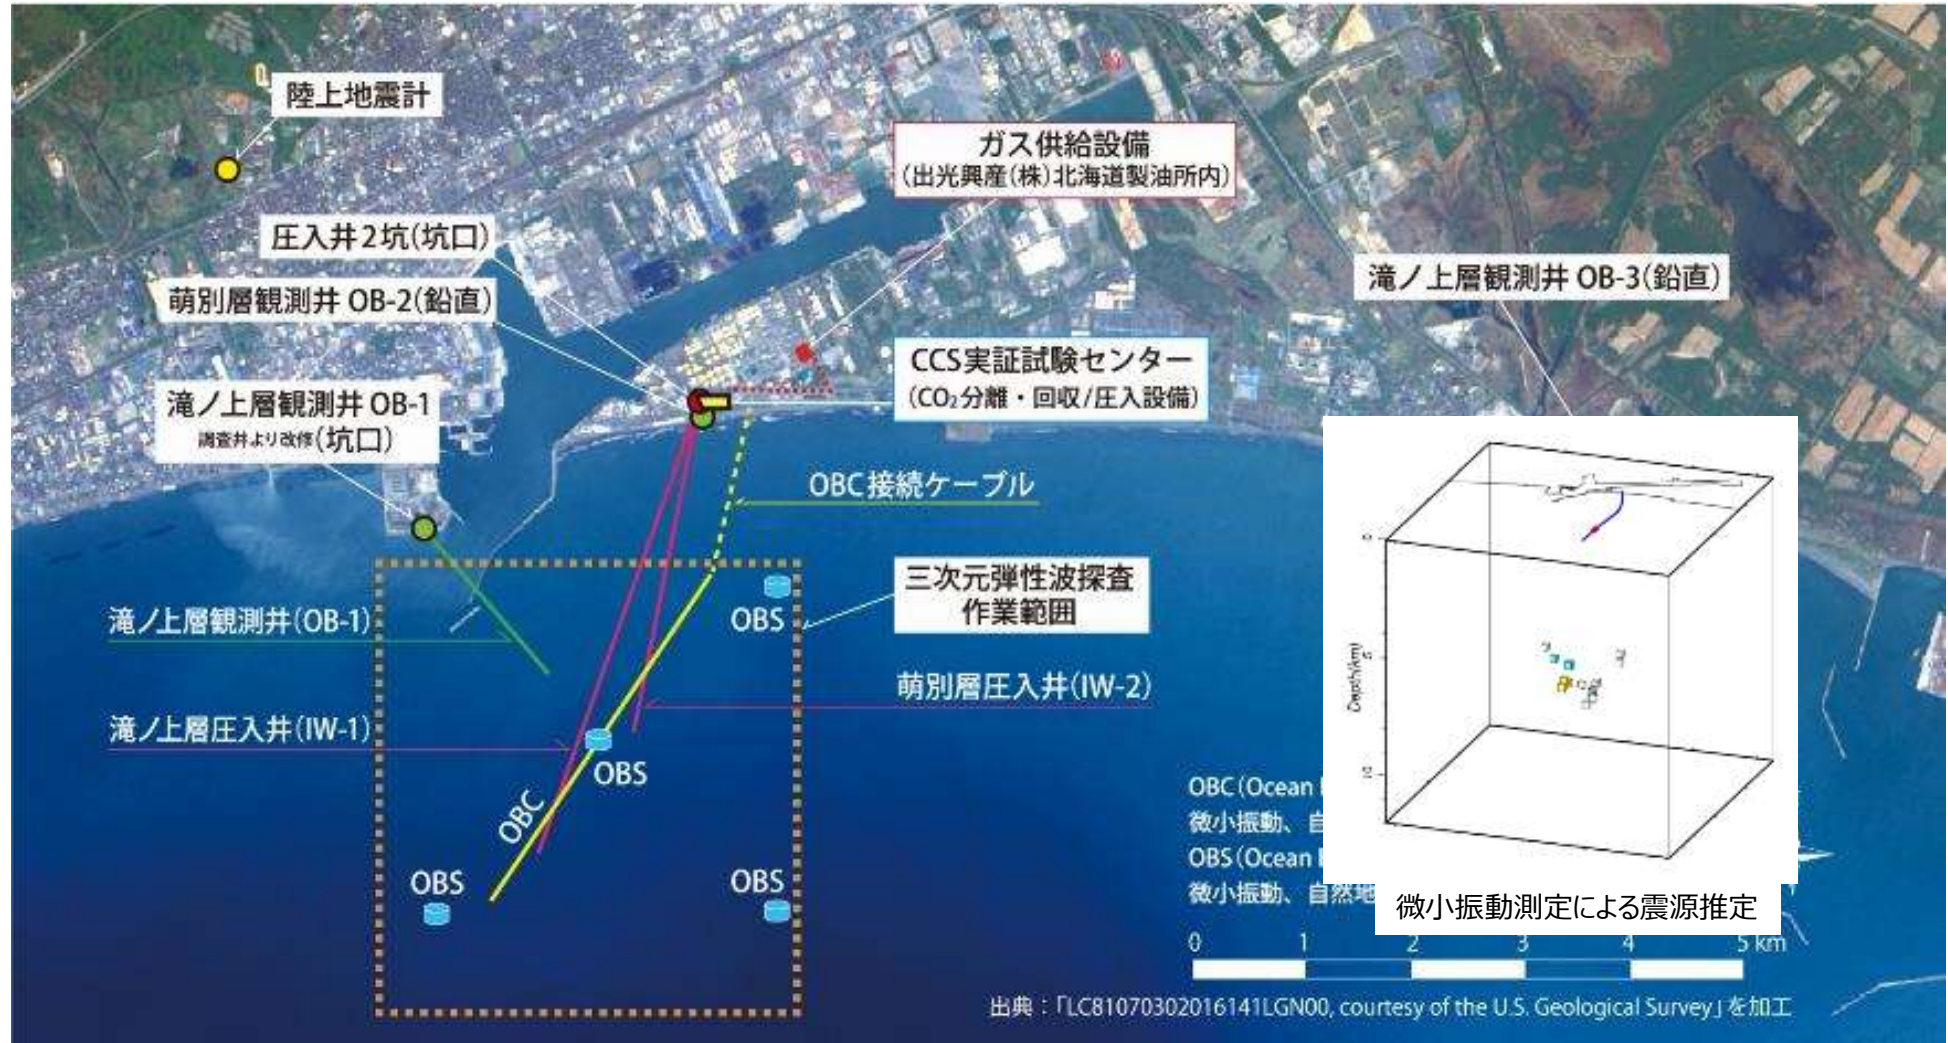 陸上地震計
ガス供給設備
(出光興産(株)北海道製油所内)
圧入井2坑(坑口)
萌別層観測井 OB-2(鉛直)
滝ノ上層観測井 OB-3(鉛直)
CCS実証試験センター
(CO₂分離・回収/圧入設備)
滝ノ上層観測井 OB-1
調査井より改修(坑口)
OBC接続ケーブル
三次元弾性波探査
作業範囲
滝ノ上層観測井(OB-1)
OBS
萌別層圧入井(IW-2)
滝ノ上層圧入井(IW-1)
OBS
OBC
OBS
OBS
0
5
10
Depth(km)
OBC(Ocean
微小振動、自
OBS(Ocean
微小振動、自然地
微小振動測定による震源推定
0 1 2 3 4 5 km
出典：「LC81070302016141LGN00, courtesy of the U.S. Geological Survey」を加工